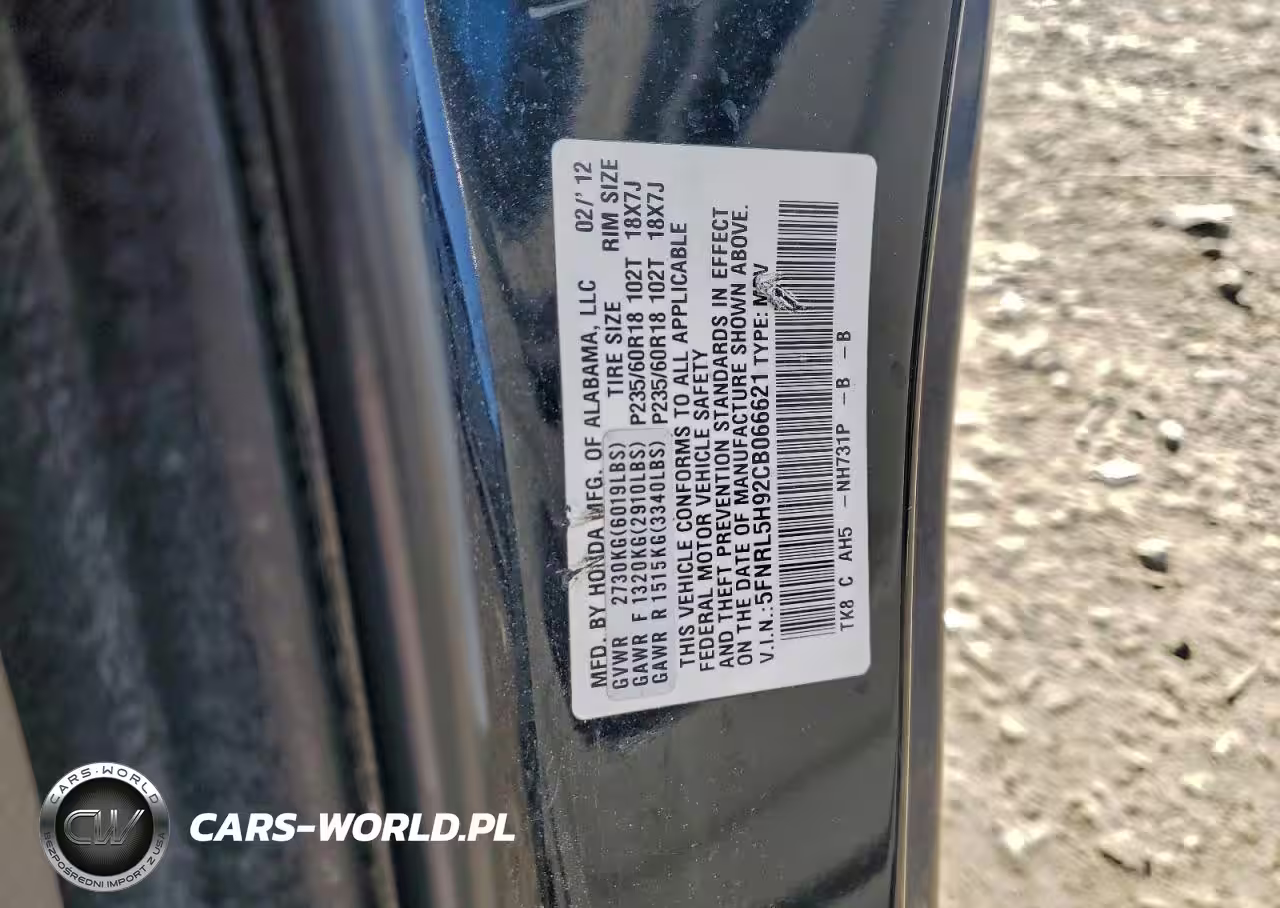 MFD. BY HONDA MFG. OF ALABAMA, LLC 02/' 12
GVWR 2730KG(6019LBS) TIRE SIZE RIM SIZE
GAWR F 1320KG(2910LBS) P235/60R18 102T 18X7J
GAWR R 1515KG(3340LBS) P235/60R18 102T 18X7J
THIS VEHICLE CONFORMS TO ALL APPLICABLE
FEDERAL MOTOR VEHICLE SAFETY
AND THEFT PREVENTION STANDARDS IN EFFECT
ON THE DATE OF MANUFACTURE SHOWN ABOVE.
V.I.N.:5FNRL5H92CB066621 TYPE:
TK8 C AH5 -NH731P -B -B
CARS-WORLD
CW
BEZPOŚREDNI IMPORT Z USA
CARS-WORLD.PL